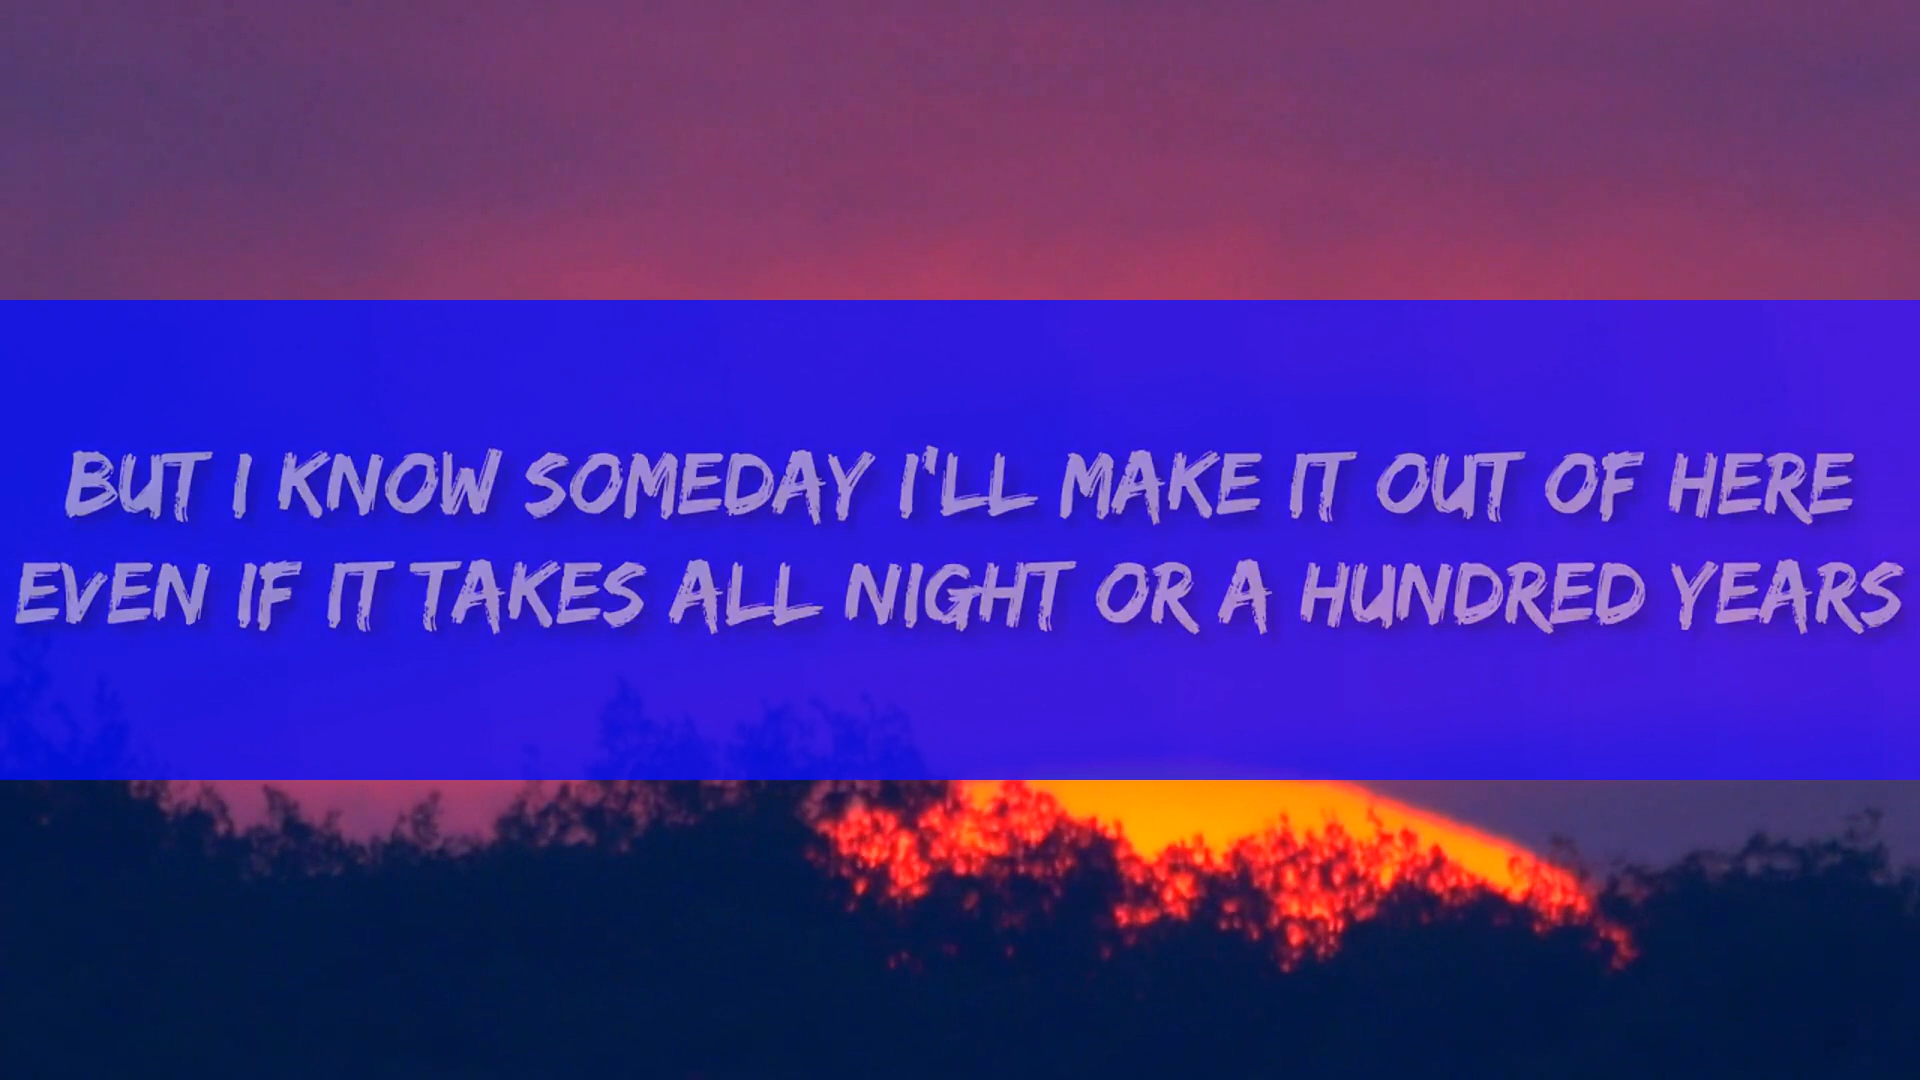 BUT I KNOW SOMEDAY I'LL MAKE IT OUT OF HERE
EVEN IF IT TAKES ALL NIGHT OR A HUNDRED YEARS